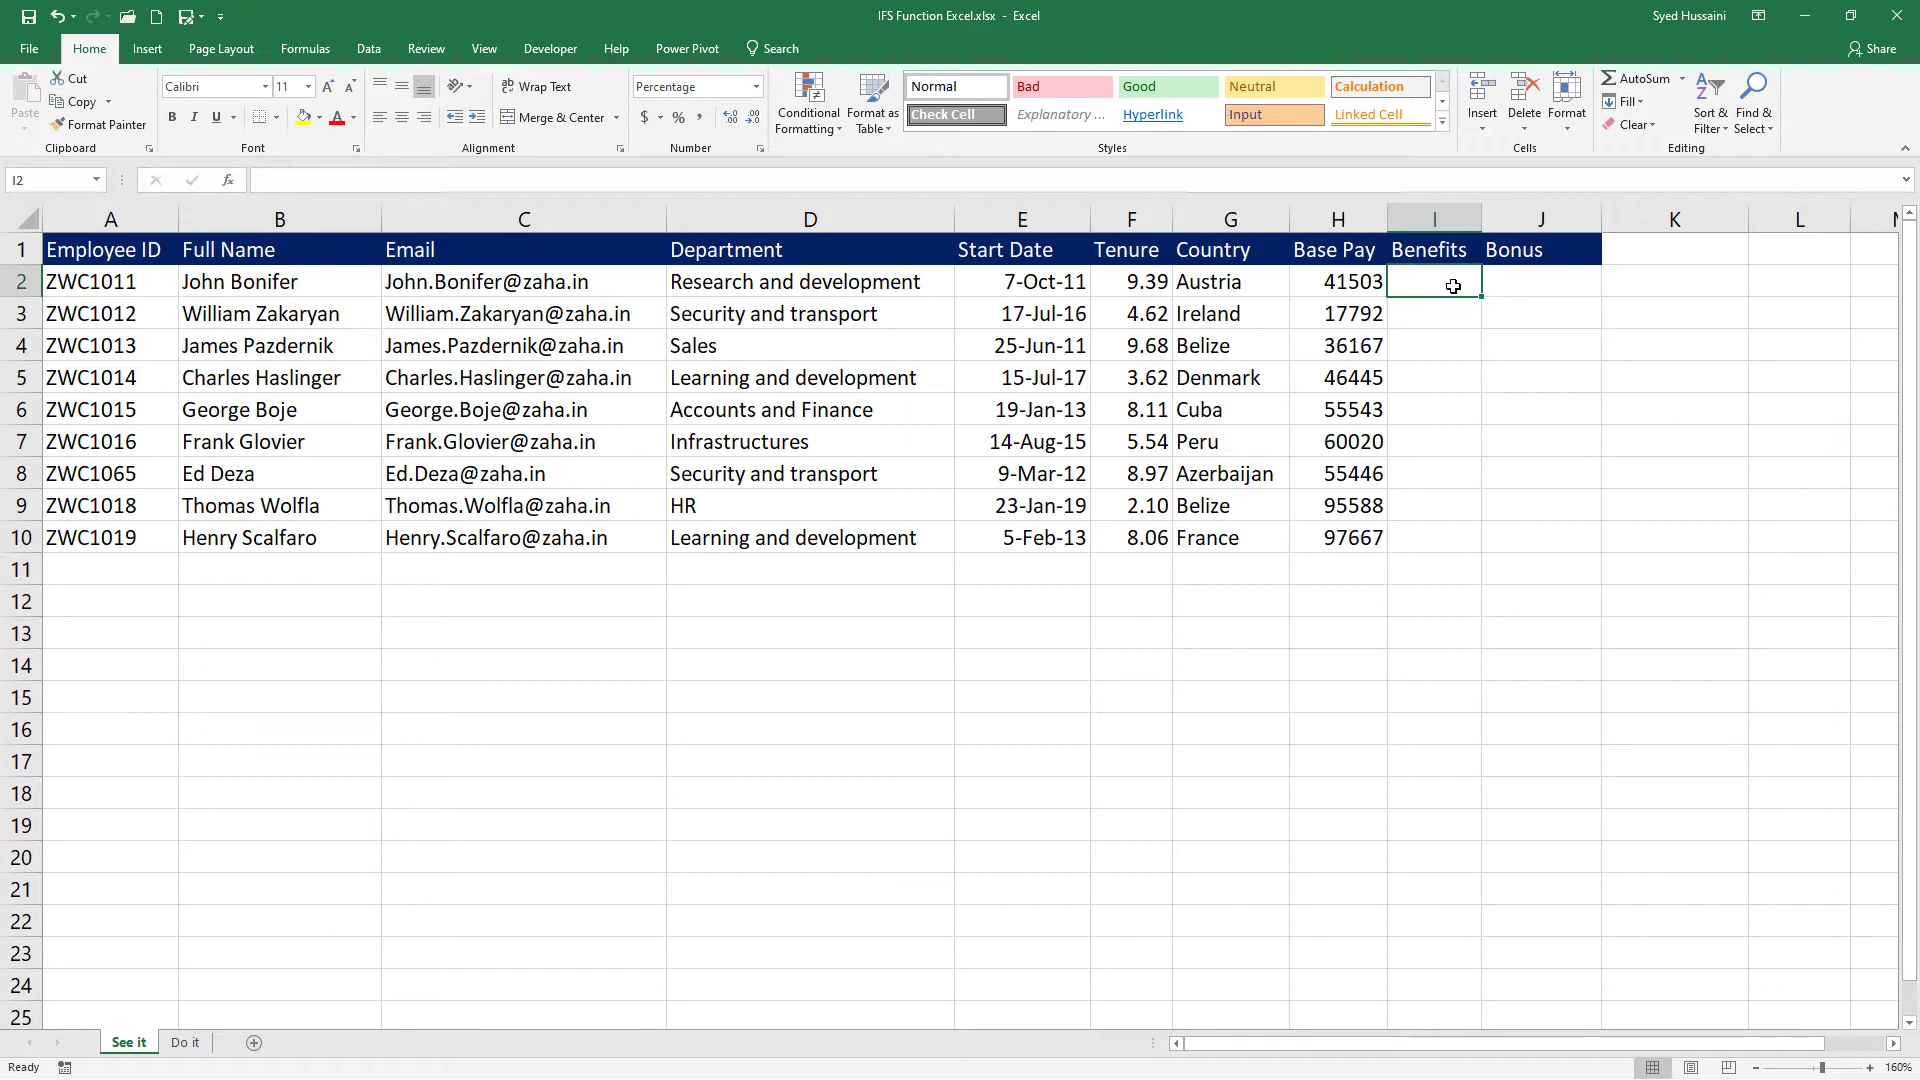 IFS Function Excel.xlsx - Excel
Syed Hussaini
File Home Insert Page Layout Formulas Data Review View Developer Help Power Pivot Search Share
Paste
Cut
Copy
Format Painter
Clipboard
Calibri 11 A A
B I U A
Font
Wrap Text
Merge & Center
Alignment
Percentage
$ % ,
Number
Conditional Formatting
Format as Table
Normal Bad Good Neutral Calculation
Check Cell Explanatory ... Hyperlink Input Linked Cell
Styles
Insert Delete Format
Cells
AutoSum
Fill
Clear
Sort & Filter
Find & Select
Editing
I2 fx
A B C D E F G H I J K L
1 Employee ID Full Name Email Department Start Date Tenure Country Base Pay Benefits Bonus
2 ZWC1011 John Bonifer John.Bonifer@zaha.in Research and development 7-Oct-11 9.39 Austria 41503
3 ZWC1012 William Zakaryan William.Zakaryan@zaha.in Security and transport 17-Jul-16 4.62 Ireland 17792
4 ZWC1013 James Pazdernik James.Pazdernik@zaha.in Sales 25-Jun-11 9.68 Belize 36167
5 ZWC1014 Charles Haslinger Charles.Haslinger@zaha.in Learning and development 15-Jul-17 3.62 Denmark 46445
6 ZWC1015 George Boje George.Boje@zaha.in Accounts and Finance 19-Jan-13 8.11 Cuba 55543
7 ZWC1016 Frank Glovier Frank.Glovier@zaha.in Infrastructures 14-Aug-15 5.54 Peru 60020
8 ZWC1065 Ed Deza Ed.Deza@zaha.in Security and transport 9-Mar-12 8.97 Azerbaijan 55446
9 ZWC1018 Thomas Wolfla Thomas.Wolfla@zaha.in HR 23-Jan-19 2.10 Belize 95588
10 ZWC1019 Henry Scalfaro Henry.Scalfaro@zaha.in Learning and development 5-Feb-13 8.06 France 97667
11
12
13
14
15
16
17
18
19
20
21
22
23
24
25
See it Do it
Ready
160%